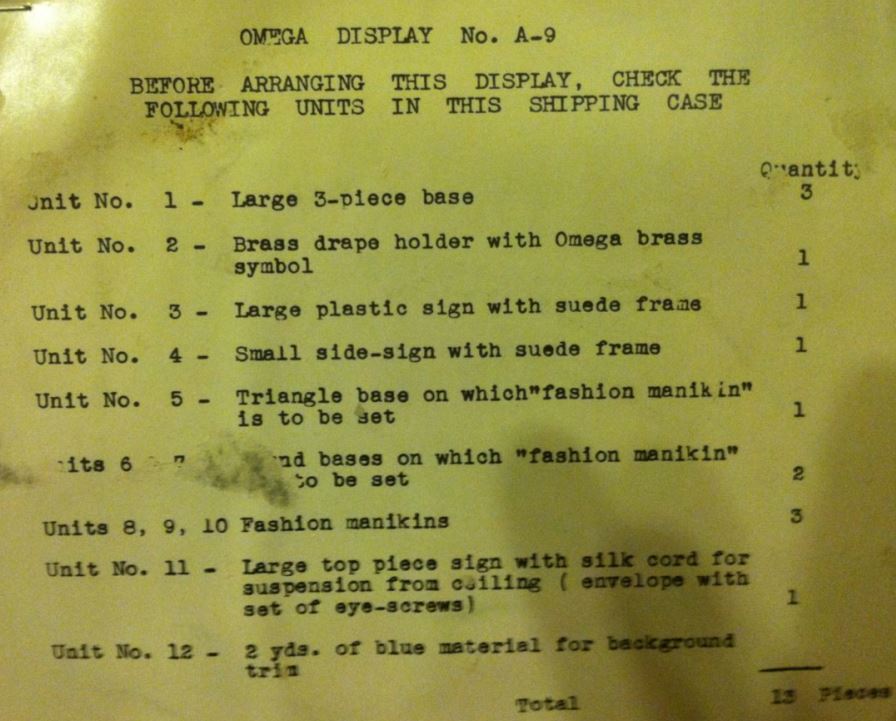 OMEGA DISPLAY No. A-9
BEFORE ARRANGING THIS DISPLAY, CHECK THE
FOLLOWING UNITS IN THIS SHIPPING CASE
Quantity
Unit No. 1 - Large 3-piece base 3
Unit No. 2 - Brass drape holder with Omega brass
symbol 1
Unit No. 3 - Large plastic sign with suede frame 1
Unit No. 4 - Small side-sign with suede frame 1
Unit No. 5 - Triangle base on which"fashion manikin"
is to be set 1
Units 6 7 bases on which "fashion manikin"
to be set 2
Units 8, 9, 10 Fashion manikins 3
Unit No. 11 - Large top piece sign with silk cord for
suspension from ceiling ( envelope with
set of eye-screws) 1
Unit No. 12 - 2 yds. of blue material for background
trim
Total 13 Pieces